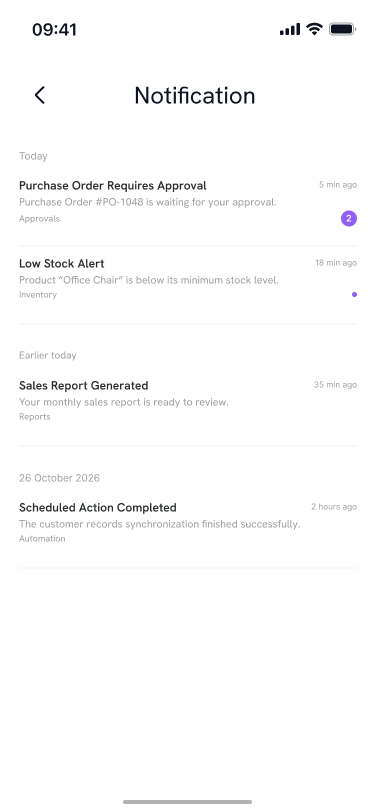 09:41
Notification
Today
Purchase Order Requires Approval
5 min ago
Purchase Order #PO-1048 is waiting for your approval.
Approvals
2
Low Stock Alert
18 min ago
Product “Office Chair” is below its minimum stock level.
Inventory
Earlier today
Sales Report Generated
35 min ago
Your monthly sales report is ready to review.
Reports
26 October 2026
Scheduled Action Completed
2 hours ago
The customer records synchronization finished successfully.
Automation